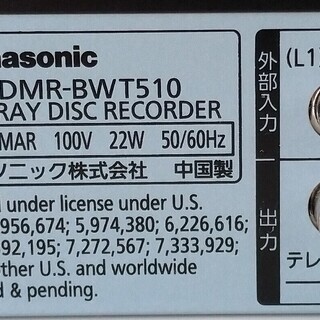 nasonic
DMR-BWT510
RAY DISC RECORDER
MAR 100V 22W 50/60Hz
ソニック株式会社 中国製
under license under U.S.
956,674; 5,974,380; 6,226,616;
92,195; 7,272,567; 7,333,929;
ther U.S. and worldwide
& pending.
外部入力
(L1)
出力
テレ